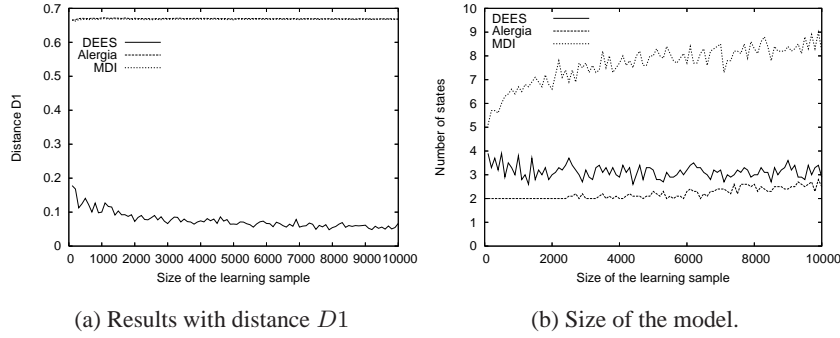 0.7
0.6
0.5
0.4
0.3
0.2
0.1
0
DEES
Alergia
MDI
Distance D1
0 1000 2000 3000 4000 5000 6000 7000 8000 9000 10000
Size of the learning sample
(a) Results with distance D1
10
9
8
7
6
5
4
3
2
1
0
DEES
Alergia
MDI
Number of states
0 2000 4000 6000 8000 10000
Size of the learning sample
(b) Size of the model.